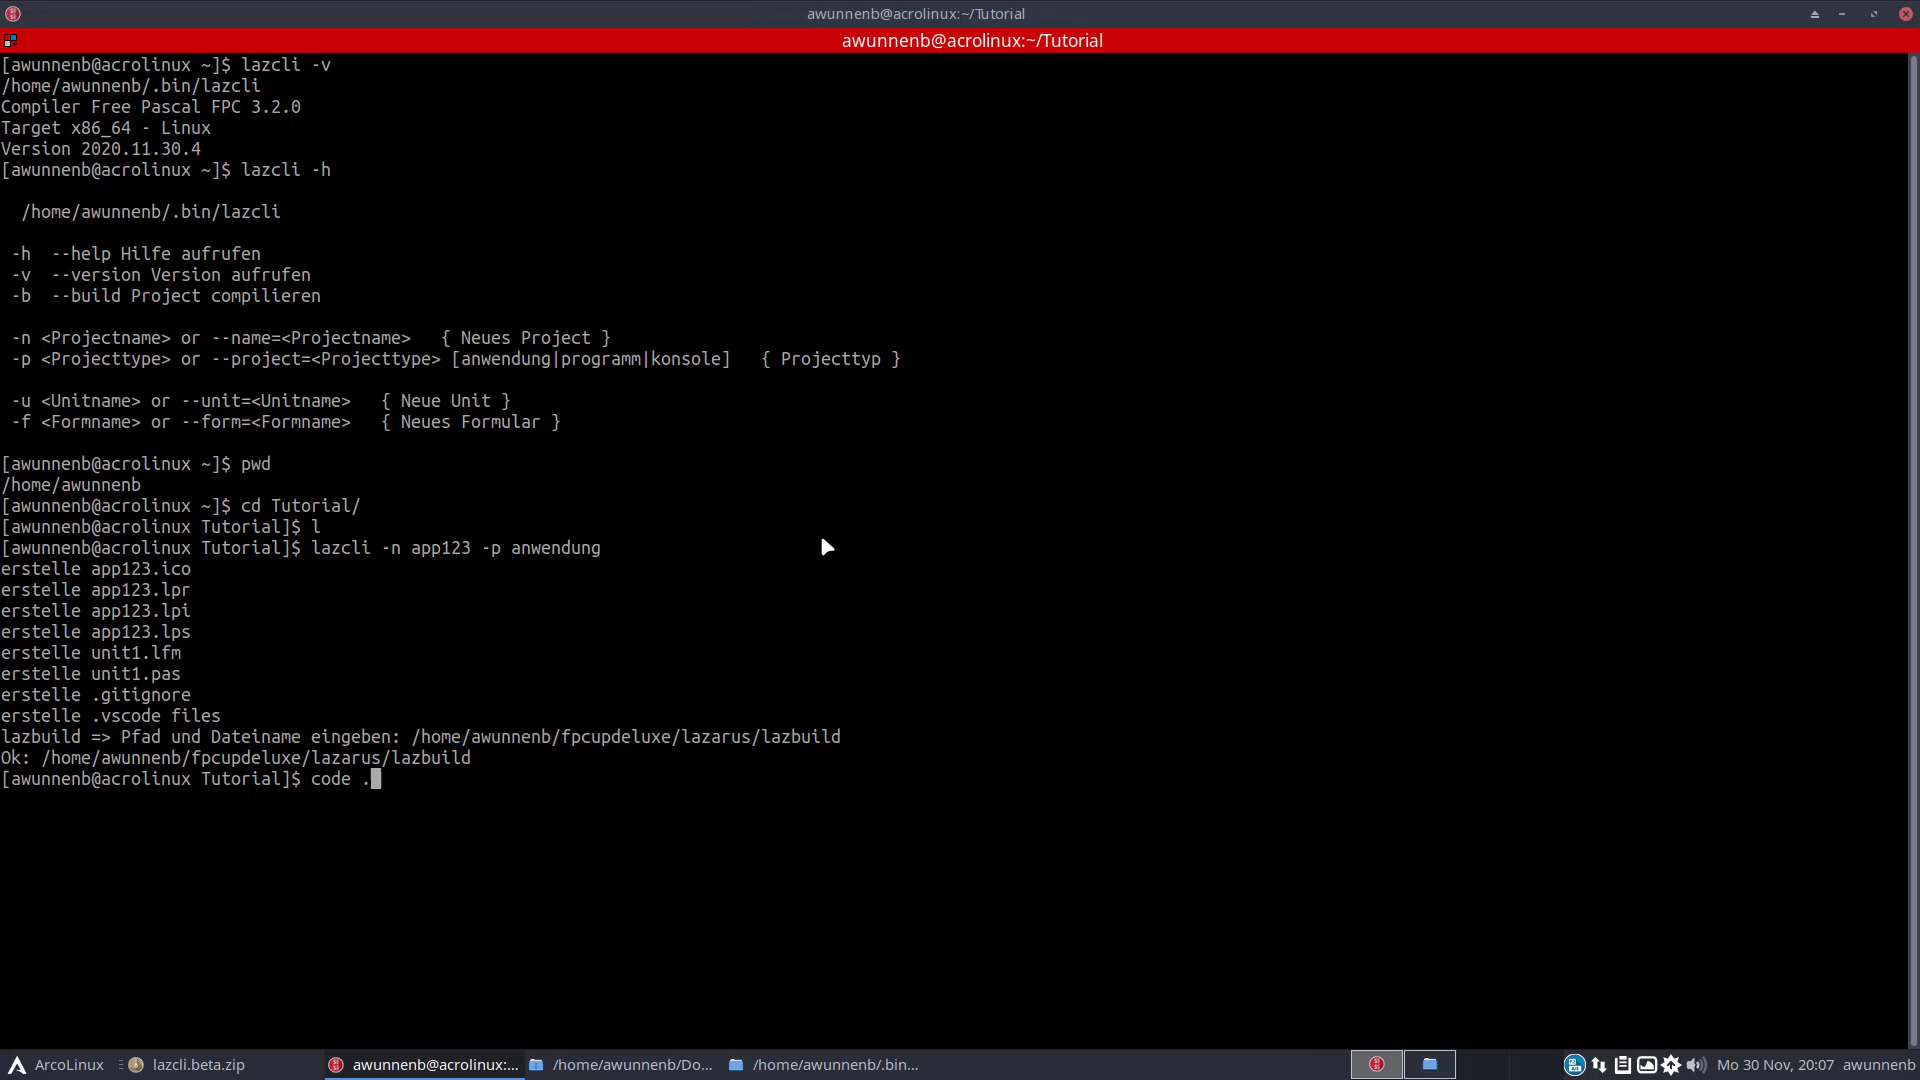 awunnenb@acrolinux:~/Tutorial
awunnenb@acrolinux:~/Tutorial
[awunnenb@acrolinux ~]$ lazcli -v
/home/awunnenb/.bin/lazcli
Compiler Free Pascal FPC 3.2.0
Target x86_64 - Linux
Version 2020.11.30.4
[awunnenb@acrolinux ~]$ lazcli -h
/home/awunnenb/.bin/lazcli
-h  --help Hilfe aufrufen
-v  --version Version aufrufen
-b  --build Project compilieren
-n <Projectname> or --name=<Projectname>   { Neues Project }
-p <Projecttype> or --project=<Projecttype> [anwendung|programm|konsole]   { Projecttyp }
-u <Unitname> or --unit=<Unitname>   { Neue Unit }
-f <Formname> or --form=<Formname>   { Neues Formular }
[awunnenb@acrolinux ~]$ pwd
/home/awunnenb
[awunnenb@acrolinux ~]$ cd Tutorial/
[awunnenb@acrolinux Tutorial]$ l
[awunnenb@acrolinux Tutorial]$ lazcli -n app123 -p anwendung
erstelle app123.ico
erstelle app123.lpr
erstelle app123.lpi
erstelle app123.lps
erstelle unit1.lfm
erstelle unit1.pas
erstelle .gitignore
erstelle .vscode files
lazbuild => Pfad und Dateiname eingeben: /home/awunnenb/fpcupdeluxe/lazarus/lazbuild
Ok: /home/awunnenb/fpcupdeluxe/lazarus/lazbuild
[awunnenb@acrolinux Tutorial]$ code .
ArcoLinux lazcli.beta.zip awunnenb@acrolinux:... /home/awunnenb/Do... /home/awunnenb/.bin... Mo 30 Nov, 20:07 awunnenb